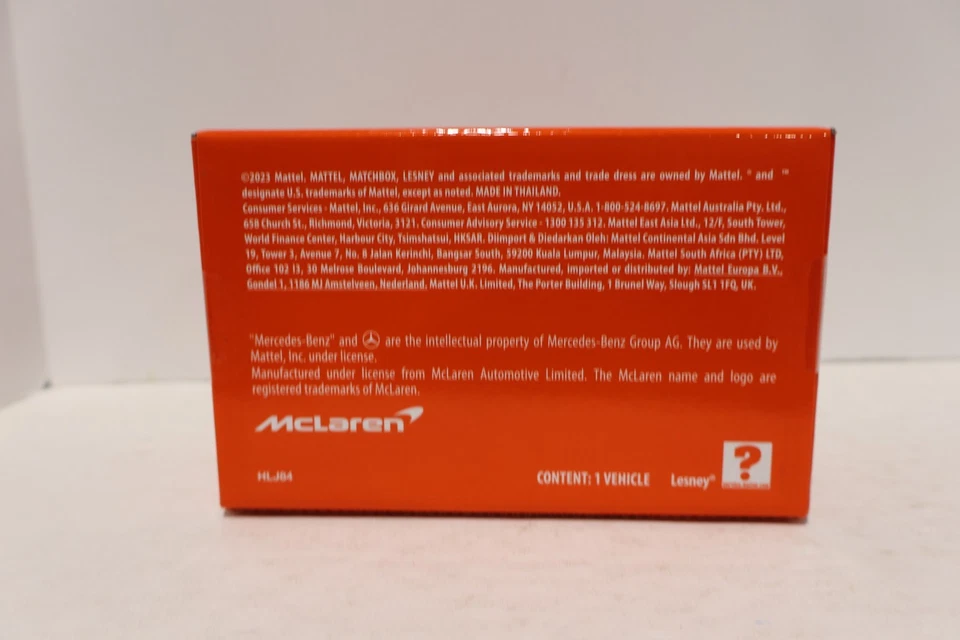 ©2023 Mattel. MATTEL, MATCHBOX, LESNEY and associated trademarks and trade dress are owned by Mattel. ® and ™
designate U.S. trademarks of Mattel, except as noted. MADE IN THAILAND.
Consumer Services - Mattel, Inc., 636 Girard Avenue, East Aurora, NY 14052, U.S.A. 1-800-524-8697. Mattel Australia Pty. Ltd.,
658 Church St., Richmond, Victoria, 3121. Consumer Advisory Service - 1300 135 312. Mattel East Asia Ltd., 12/F, South Tower,
World Finance Center, Harbour City, Tsimshatsui, HKSAR. Diimport & Diedarkan Oleh: Mattel Continental Asia Sdn Bhd. Level
19, Tower 3, Avenue 7, No. 8 Jalan Kerinchi, Bangsar South, 59200 Kuala Lumpur, Malaysia. Mattel South Africa (PTY) LTD,
Office 102 I3, 30 Melrose Boulevard, Johannesburg 2196. Manufactured, imported or distributed by: Mattel Europa B.V.,
Gondel 1, 1186 MJ Amstelveen, Nederland. Mattel U.K. Limited, The Porter Building, 1 Brunel Way, Slough SL1 1FQ, UK.
"Mercedes-Benz" and are the intellectual property of Mercedes-Benz Group AG. They are used by
Mattel, Inc. under license.
Manufactured under license from McLaren Automotive Limited. The McLaren name and logo are
registered trademarks of McLaren.
McLaren
HLJ84
CONTENT: 1 VEHICLE Lesney® ?